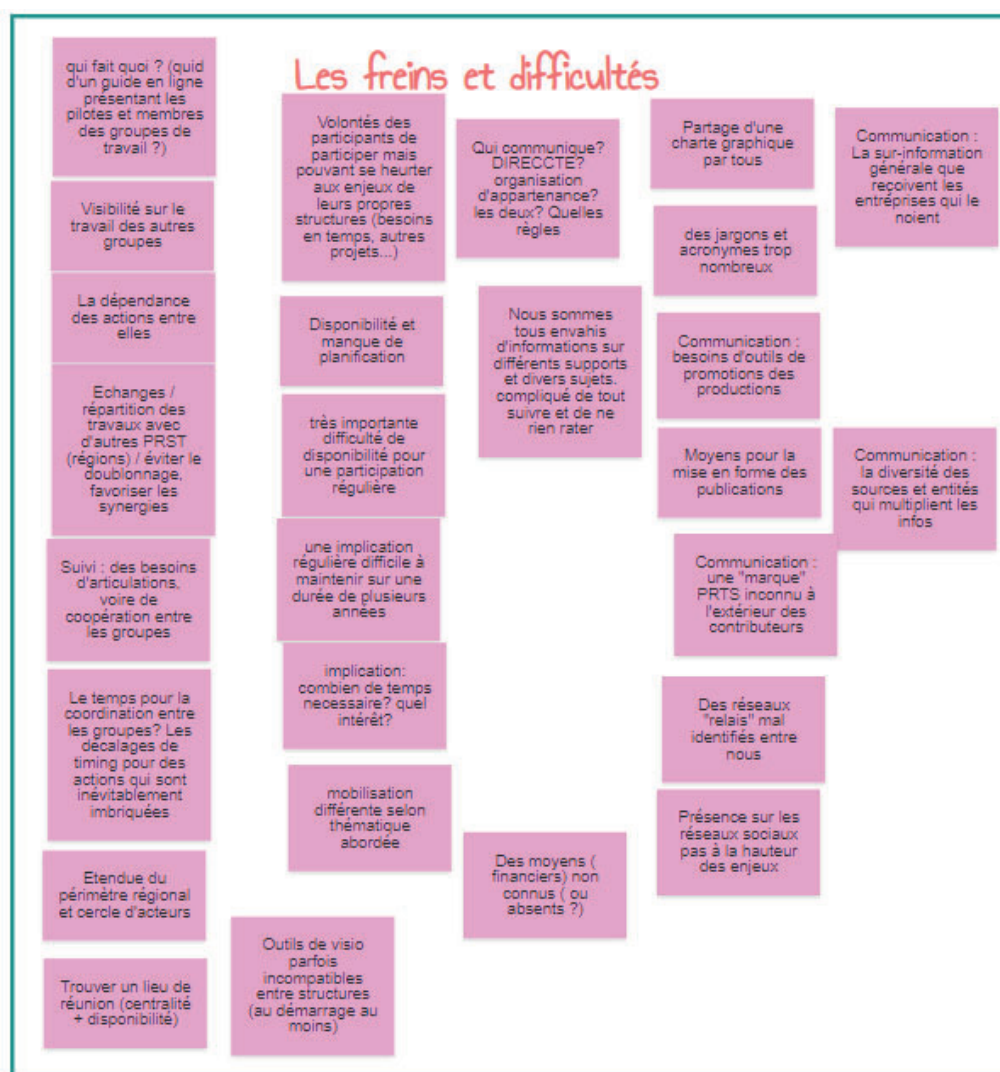 Les freins et difficultés
qui fait quoi ? (quid
d'un guide en ligne
présentant les
pilotes et membres
des groupes de
travail ?)
Visibilité sur le
travail des autres
groupes
La dépendance
des actions entre
elles
Echanges /
répartition des
travaux avec
d'autres PRST
(régions) / éviter le
doublonnage,
favoriser les
synergies
Suivi : des besoins
d'articulations,
voire de
coopération entre
les groupes
Le temps pour la
coordination entre
les groupes? Les
décalages de
timing pour des
actions qui sont
inévitablement
imbriquées
Etendue du
périmètre régional
et cercle d'acteurs
Trouver un lieu de
réunion (centralité
+ disponibilité)
Volontés des
participants de
participer mais
pouvant se heurter
aux enjeux de
leurs propres
structures (besoins
en temps, autres
projets...)
Disponibilité et
manque de
planification
très importante
difficulté de
disponibilité pour
une participation
régulière
une implication
régulière difficile à
maintenir sur une
durée de plusieurs
années
implication:
combien de temps
necessaire? quel
intérêt?
mobilisation
différente selon
thématique
abordée
Outils de visio
parfois
incompatibles
entre structures
(au démarrage au
moins)
Qui communique?
DIRECCTE?
organisation
d'appartenance?
les deux? Quelles
règles
Nous sommes
tous envahis
d'informations sur
différents supports
et divers sujets.
compliqué de tout
suivre et de ne
rien rater
Des moyens (
financiers) non
connus ( ou
absents ?)
Partage d'une
charte graphique
par tous
des jargons et
acronymes trop
nombreux
Communication :
besoins d'outils de
promotions des
productions
Moyens pour la
mise en forme des
publications
Communication :
une "marque"
PRTS inconnu à
l'extérieur des
contributeurs
Des réseaux
"relais" mal
identifiés entre
nous
Présence sur les
réseaux sociaux
pas à la hauteur
des enjeux
Communication :
La sur-information
générale que
reçoivent les
entréprises qui le
noient
Communication :
la diversité des
sources et entités
qui multiplient les
infos